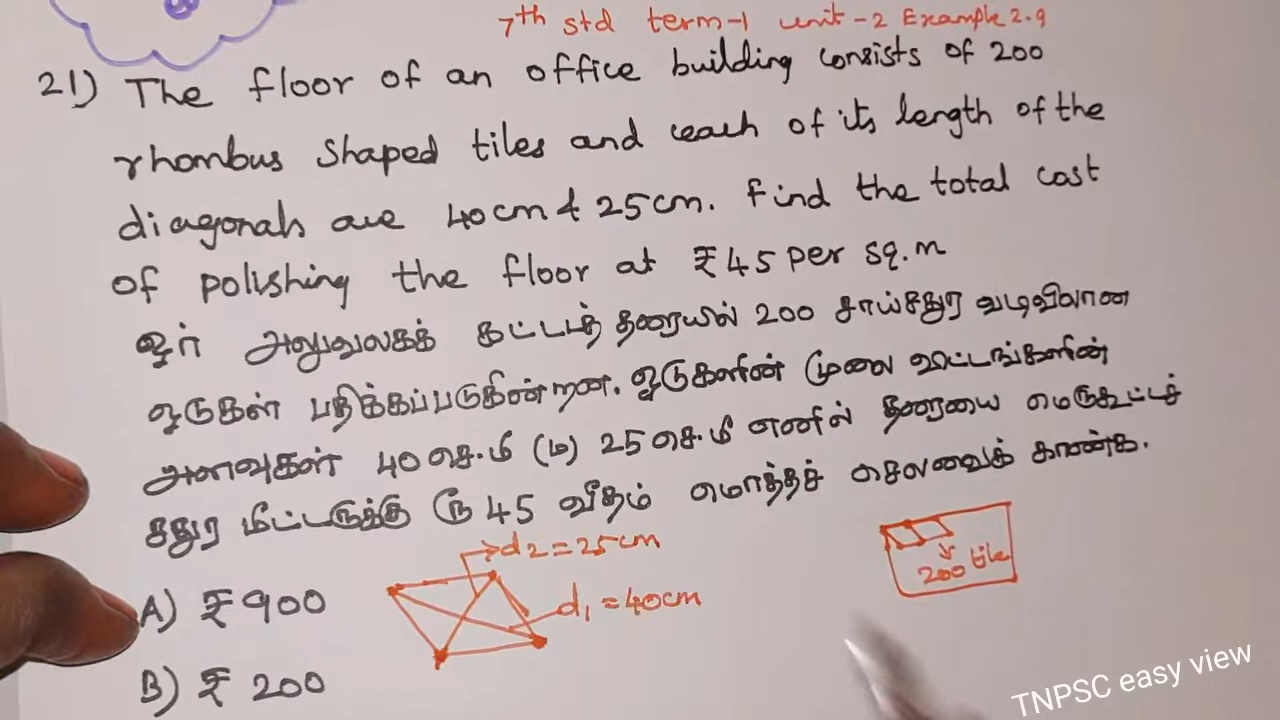 7th std term-1 unit-2 Example 2.9
21) The floor of an office building consists of 200
rhombus shaped tiles and each of its length of the
diagonals are 40cm & 25cm. Find the total cost
of polishing the floor at ₹45 per sq.m
ஓர் அலுவலகக் கட்டடத் தரையில் 200 சாய்சதுர வடிவிலான
ஓடுகள் பதிக்கப்படுகின்றன. ஓடுகளின் மூலை விட்டங்களின்
அளவுகள் 40 செ.மீ (ம) 25 செ.மீ எனில் தரையை மெருகூட்டச்
சதுர மீட்டருக்கு ரூ 45 வீதம் மொத்தச் செலவைக் காண்க.
d2=25cm
200 tile
A) ₹900
d1=40cm
B) ₹ 200
TNPSC easy view